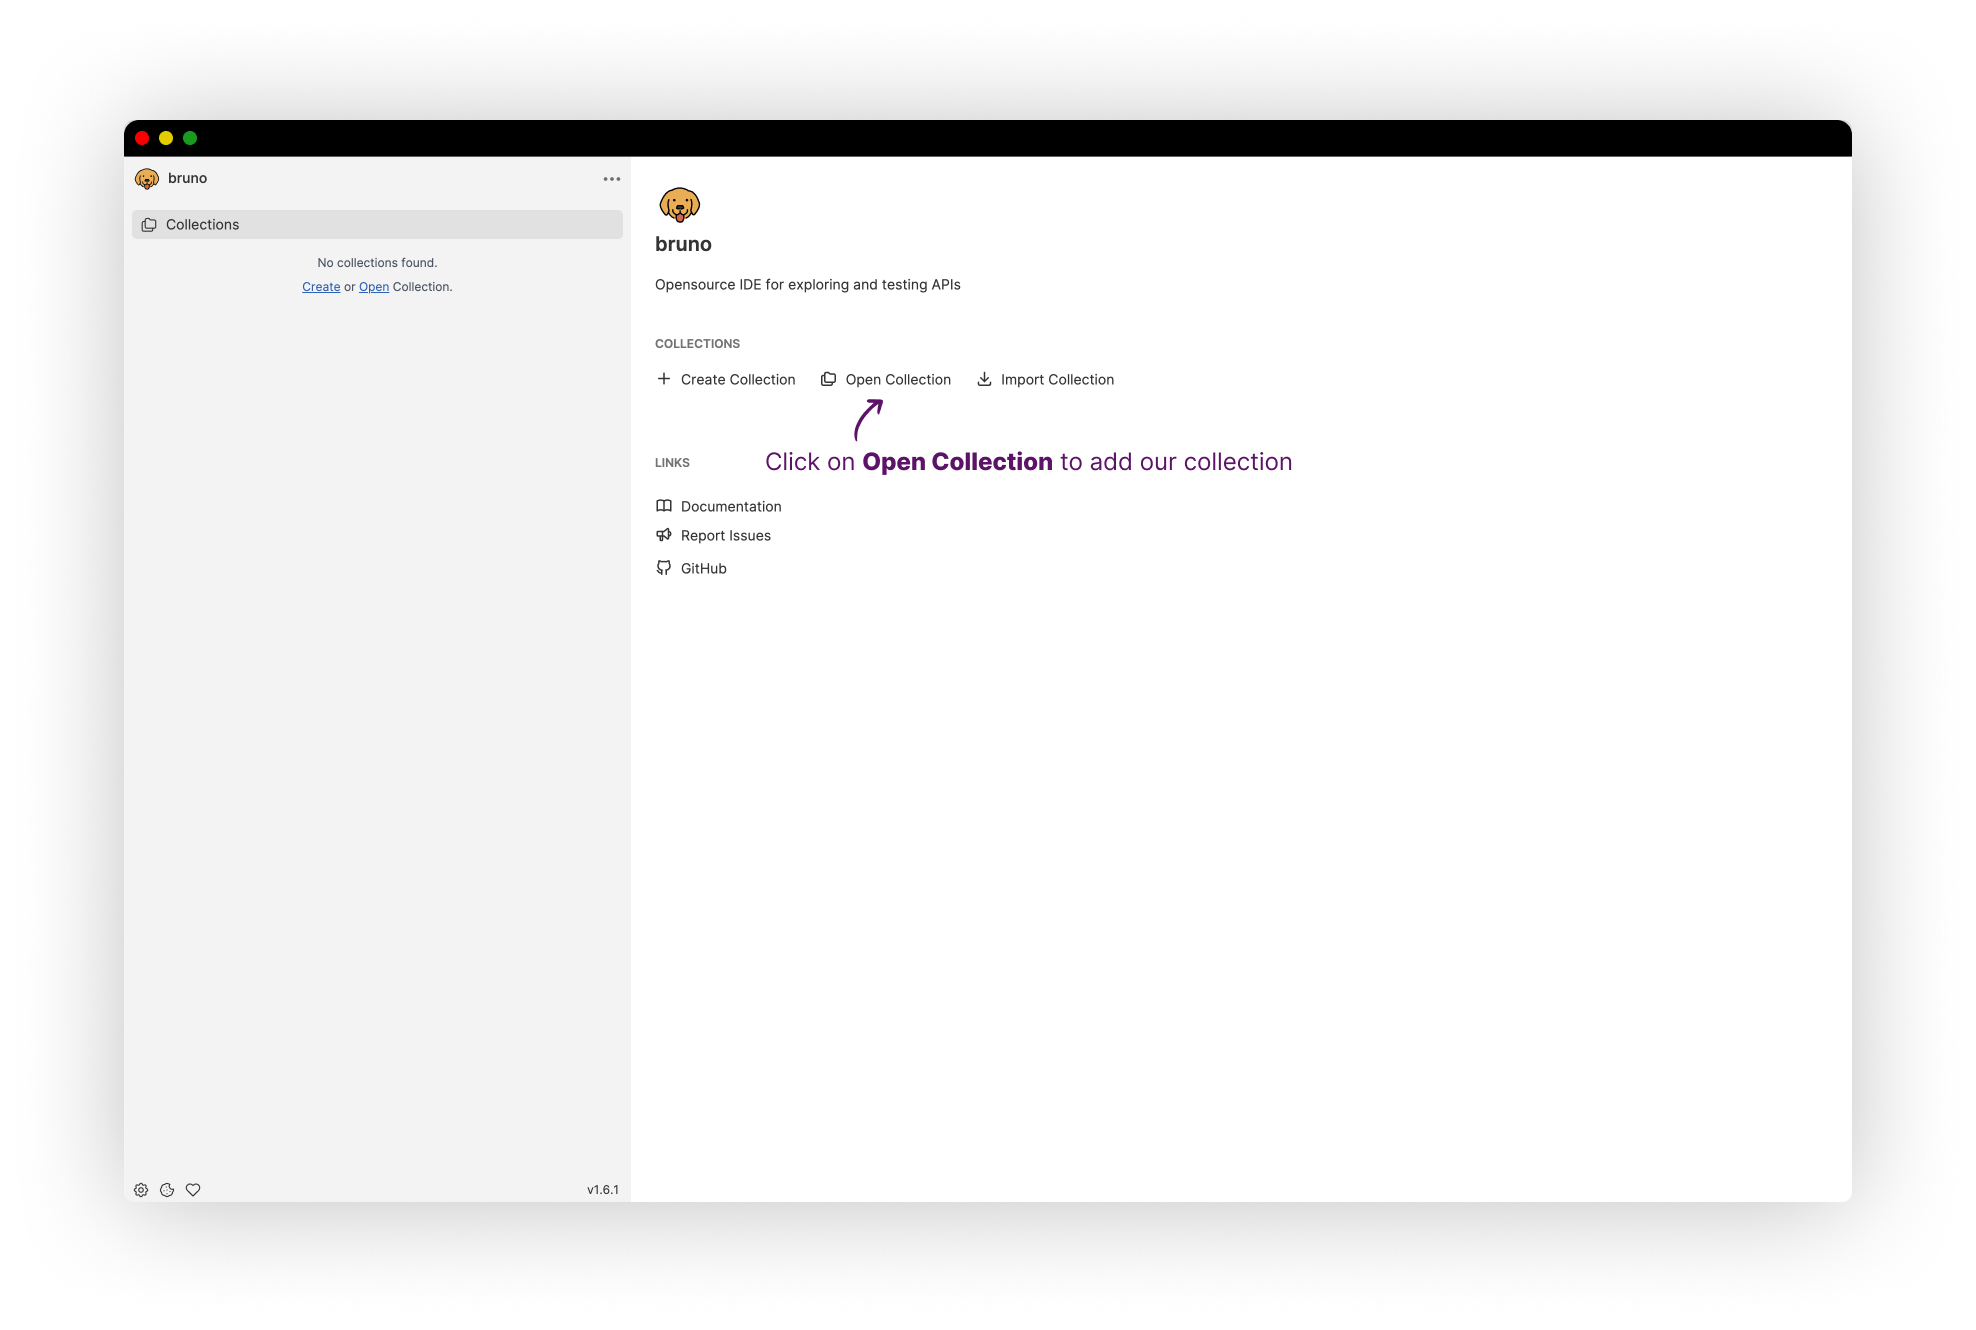 bruno
Collections
No collections found.
Create or Open Collection.
v1.6.1
bruno
Opensource IDE for exploring and testing APIs
COLLECTIONS
Create Collection
Open Collection
Import Collection
Click on Open Collection to add our collection
LINKS
Documentation
Report Issues
GitHub